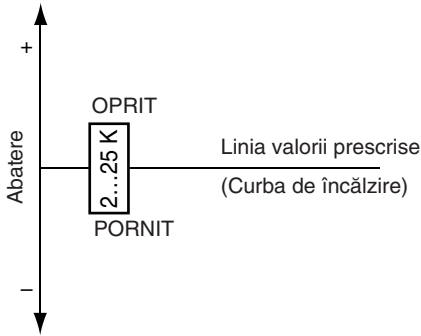 +
OPRIT
Abatere
2...25 K
Linia valorii prescrise
(Curba de încălzire)
PORNIT
–